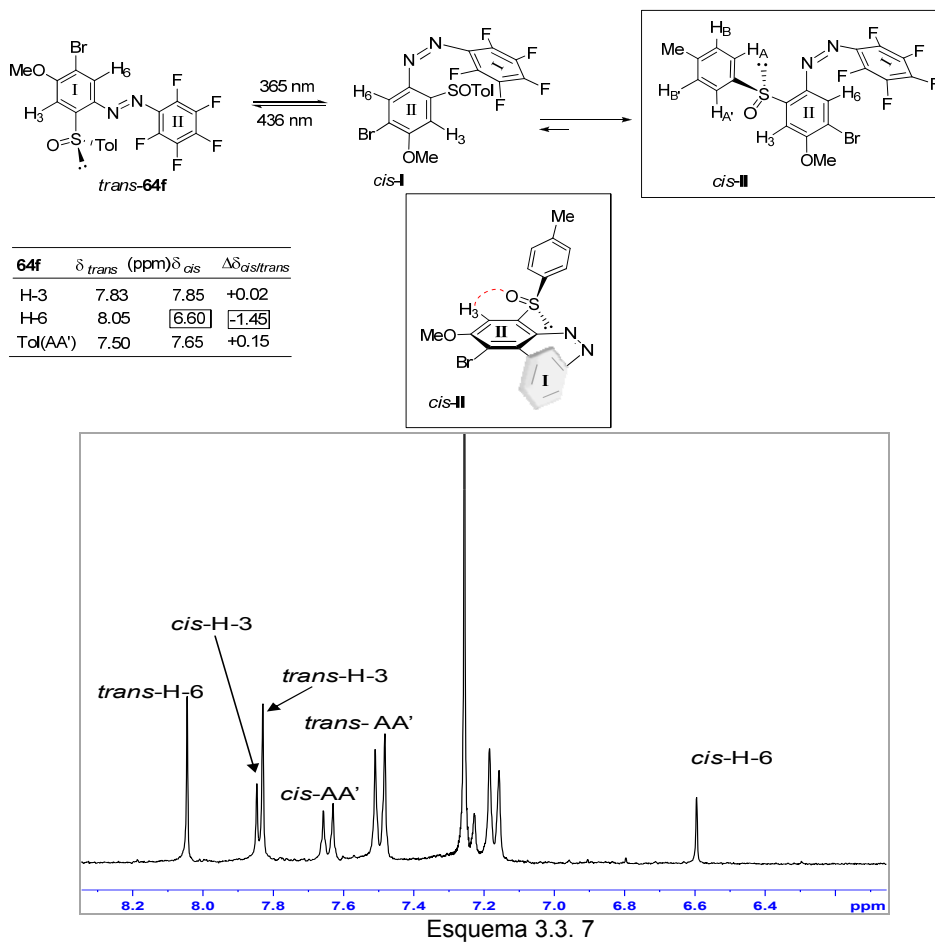 Br
MeO
I
H6
H3
N
N
II
F
F
F
F
F
O
S
Tol
trans-64f
365 nm
436 nm
N
N
I
F
F
F
F
F
H6
II
SOTol
Br
H3
OMe
cis-I
HB
Me
HA
HB'
HA'
S
O
N
N
I
F
F
F
F
F
H6
II
H3
Br
OMe
cis-II
Me
O
S
H3
II
MeO
N
N
Br
I
cis-II
64f δ trans (ppm) δ cis Δδcis/trans
H-3 7.83 7.85 +0.02
H-6 8.05 6.60 -1.45
Tol(AA') 7.50 7.65 +0.15
cis-H-3
trans-H-6
trans-H-3
trans- AA'
cis-AA'
cis-H-6
8.2 8.0 7.8 7.6 7.4 7.2 7.0 6.8 6.6 6.4 ppm
Esquema 3.3. 7